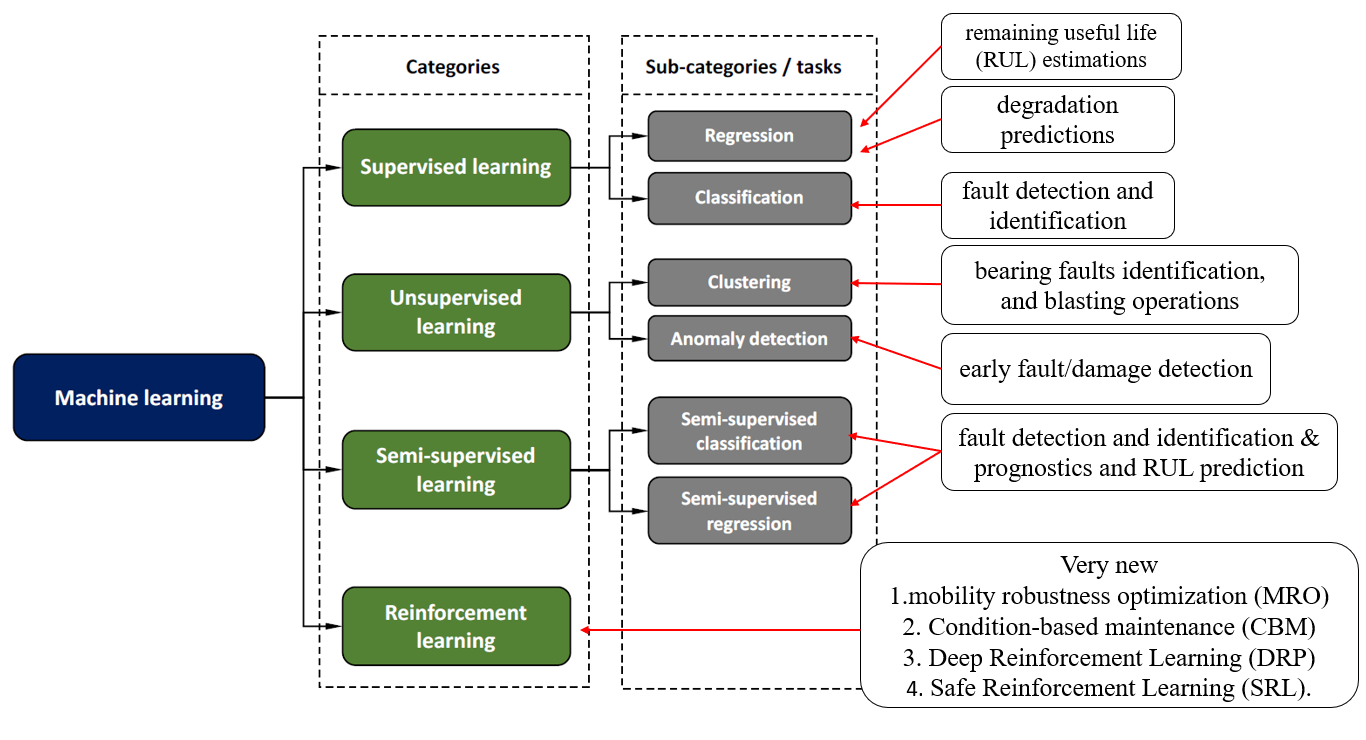 Machine learning
Categories
Supervised learning
Unsupervised
learning
Semi-supervised
learning
Reinforcement
learning
Sub-categories / tasks
Regression
Classification
Clustering
Anomaly detection
Semi-supervised
classification
Semi-supervised
regression
remaining useful life
(RUL) estimations
degradation
predictions
fault detection and
identification
bearing faults identification,
and blasting operations
early fault/damage detection
fault detection and identification &
prognostics and RUL prediction
Very new
1.mobility robustness optimization (MRO)
2. Condition-based maintenance (CBM)
3. Deep Reinforcement Learning (DRP)
4. Safe Reinforcement Learning (SRL).